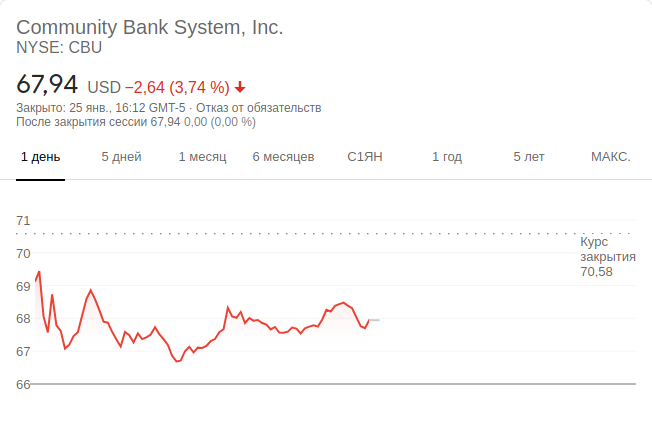 Community Bank System, Inc.
NYSE: CBU
67,94 USD −2,64 (3,74 %)
Закрыто: 25 янв., 16:12 GMT-5 · Отказ от обязательств
После закрытия сессии 67,94 0,00 (0,00 %)
1 день 5 дней 1 месяц 6 месяцев С1ЯН 1 год 5 лет МАКС.
71
Курс
закрытия
70,58
70
69
68
67
66